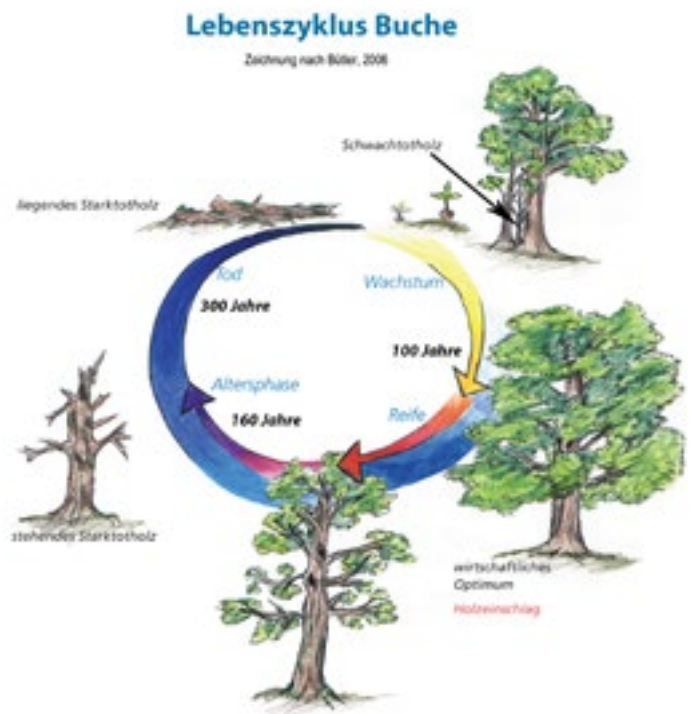 Lebenszyklus Buche
Zeichnung nach Bütler, 2006
Schwachtotholz
liegendes Starktotholz
Tod
300 Jahre
Wachstum
100 Jahre
Altersphase
160 Jahre
Reife
stehendes Starktotholz
wirtschaftliches
Optimum
Holzeinschlag